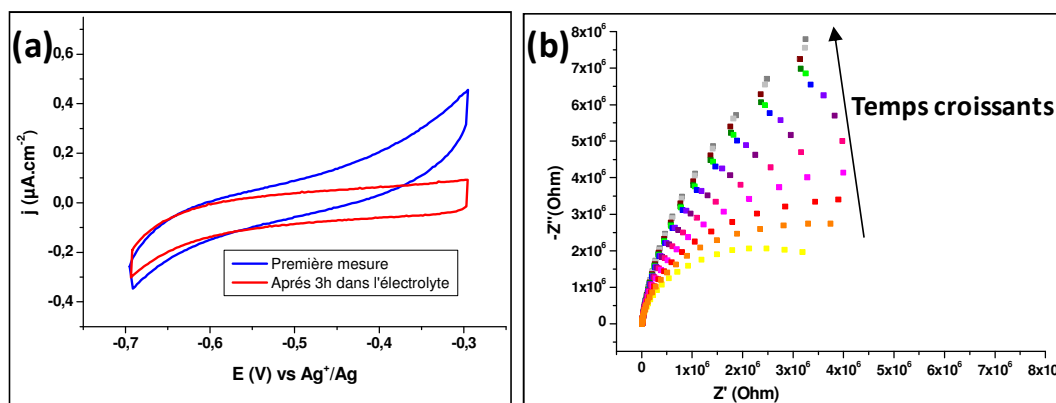 (a)
j (µA.cm⁻²)
0,6
0,4
0,2
0,0
-0,2
-0,4
Première mesure
Aprés 3h dans l'électrolyte
-0,7
-0,6
-0,5
-0,4
-0,3
E (V) vs Ag⁺/Ag
(b)
-Z''(Ohm)
8x10⁶
7x10⁶
6x10⁶
5x10⁶
4x10⁶
3x10⁶
2x10⁶
1x10⁶
0
Temps croissants
0
1x10⁶
2x10⁶
3x10⁶
4x10⁶
5x10⁶
6x10⁶
7x10⁶
8x10
Z' (Ohm)